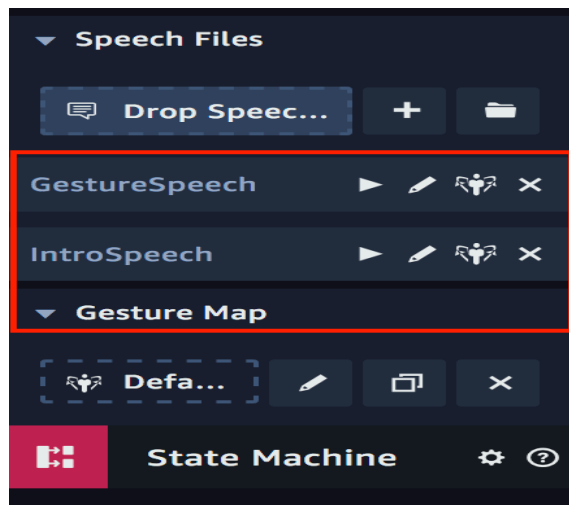 Speech Files
Drop Speec...
GestureSpeech
IntroSpeech
Gesture Map
Defa...
State Machine